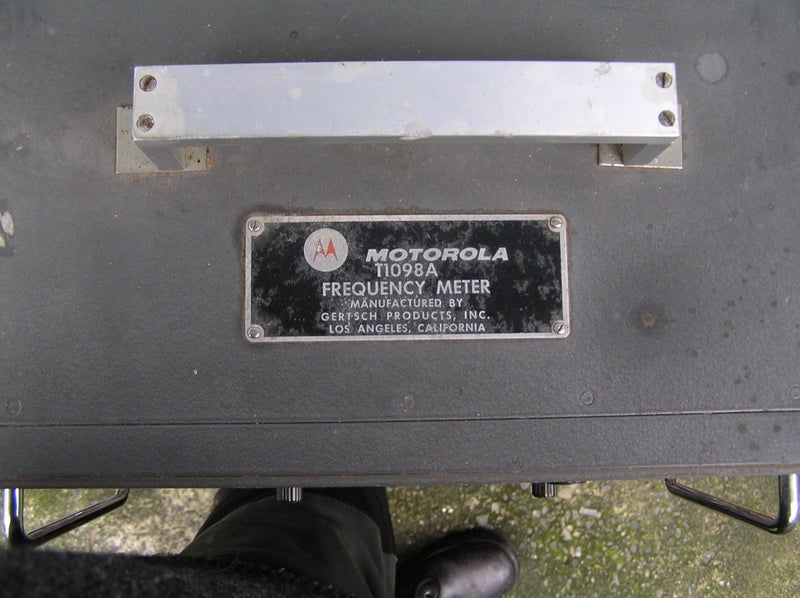 MOTOROLA
T1098A
FREQUENCY METER
MANUFACTURED BY
GERTSCH PRODUCTS, INC.
LOS ANGELES, CALIFORNIA